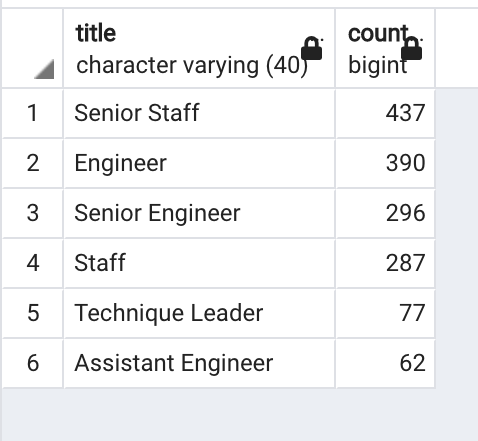 title count
character varying (40) bigint
1 Senior Staff 437
2 Engineer 390
3 Senior Engineer 296
4 Staff 287
5 Technique Leader 77
6 Assistant Engineer 62